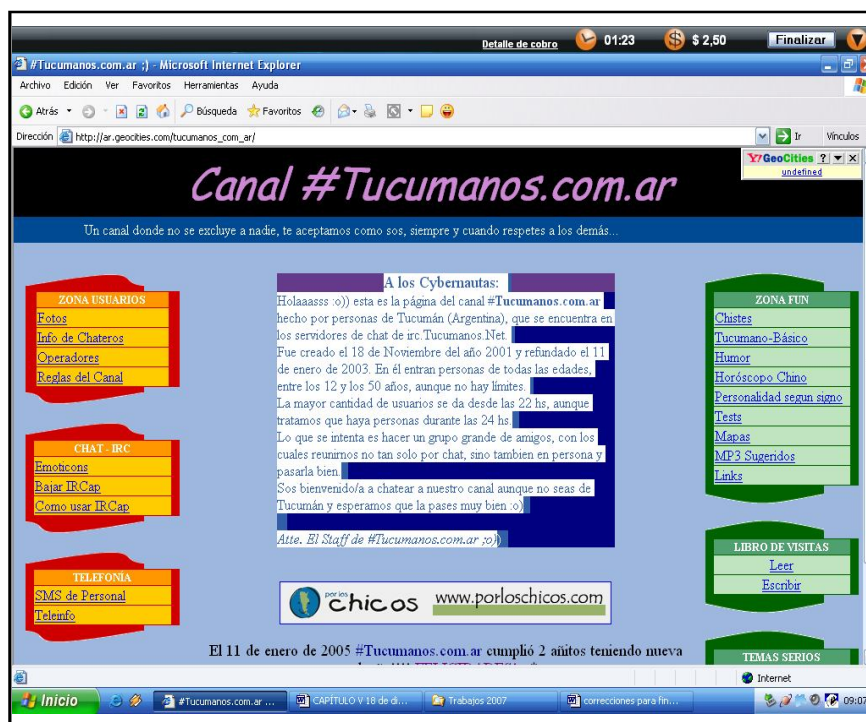 Detalle de cobro 01:23 $ 2,50 Finalizar
#Tucumanos.com.ar ;) - Microsoft Internet Explorer
Archivo Edición Ver Favoritos Herramientas Ayuda
Atrás Búsqueda Favoritos
Dirección http://ar.geocities.com/tucumanos_com_ar/ Ir Vínculos
Y! GeoCities ?
undefined
Canal #Tucumanos.com.ar
Un canal donde no se excluye a nadie, te aceptamos como sos, siempre y cuando respetes a los demás...
ZONA USUARIOS
Fotos
Info de Chateros
Operadores
Reglas del Canal
CHAT - IRC
Emoticons
Bajar IRCap
Como usar IRCap
TELEFONIA
SMS de Personal
Teleinfo
A los Cybernautas:
Holaaasss :o)) esta es la página del canal #Tucumanos.com.ar
hecho por personas de Tucumán (Argentina), que se encuentra en
los servidores de chat de irc.Tucumanos.Net.
Fue creado el 18 de Noviembre del año 2001 y refundado el 11
de enero de 2003. En él entran personas de todas las edades,
entre los 12 y los 50 años, aunque no hay límites.
La mayor cantidad de usuarios se da desde las 22 hs, aunque
tratamos que haya personas durante las 24 hs.
Lo que se intenta es hacer un grupo grande de amigos, con los
cuales reunirnos no tan solo por chat, sino tambien en persona y
pasarla bien.
Sos bienvenido/a a chatear a nuestro canal aunque no seas de
Tucumán y esperamos que la pases muy bien :o)
Atte. El Staff de #Tucumanos.com.ar ;o))
por los chicos www.porloschicos.com
El 11 de enero de 2005 #Tucumanos.com.ar cumplió 2 añitos teniendo nueva
ZONA FUN
Chistes
Tucumano-Básico
Humor
Horóscopo Chino
Personalidad segun signo
Tests
Mapas
MP3 Sugeridos
Links
LIBRO DE VISITAS
Leer
Escribir
TEMAS SERIOS
Internet
Inicio #Tucumanos.com.ar ... CAPÍTULO V 18 de di... Trabajos 2007 correcciones para fin... 09:07